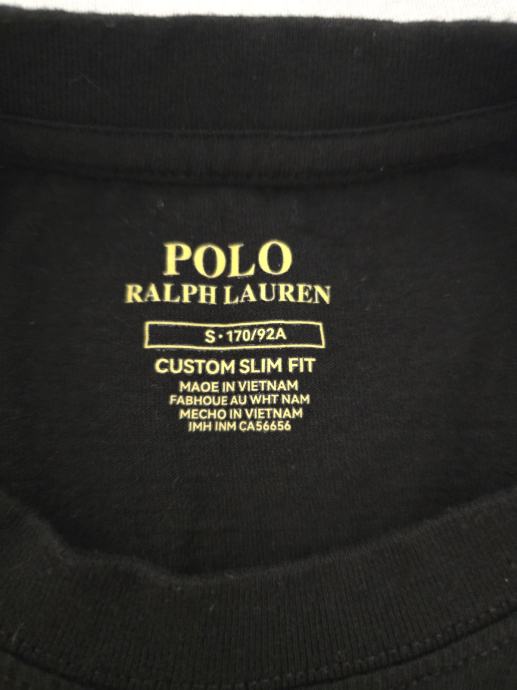 POLO
RALPH LAUREN
S·170/92A
CUSTOM SLIM FIT
MAOE IN VIETNAM
FABHOUE AU WHT NAM
MECHO IN VIETNAM
IMH INM CA56656